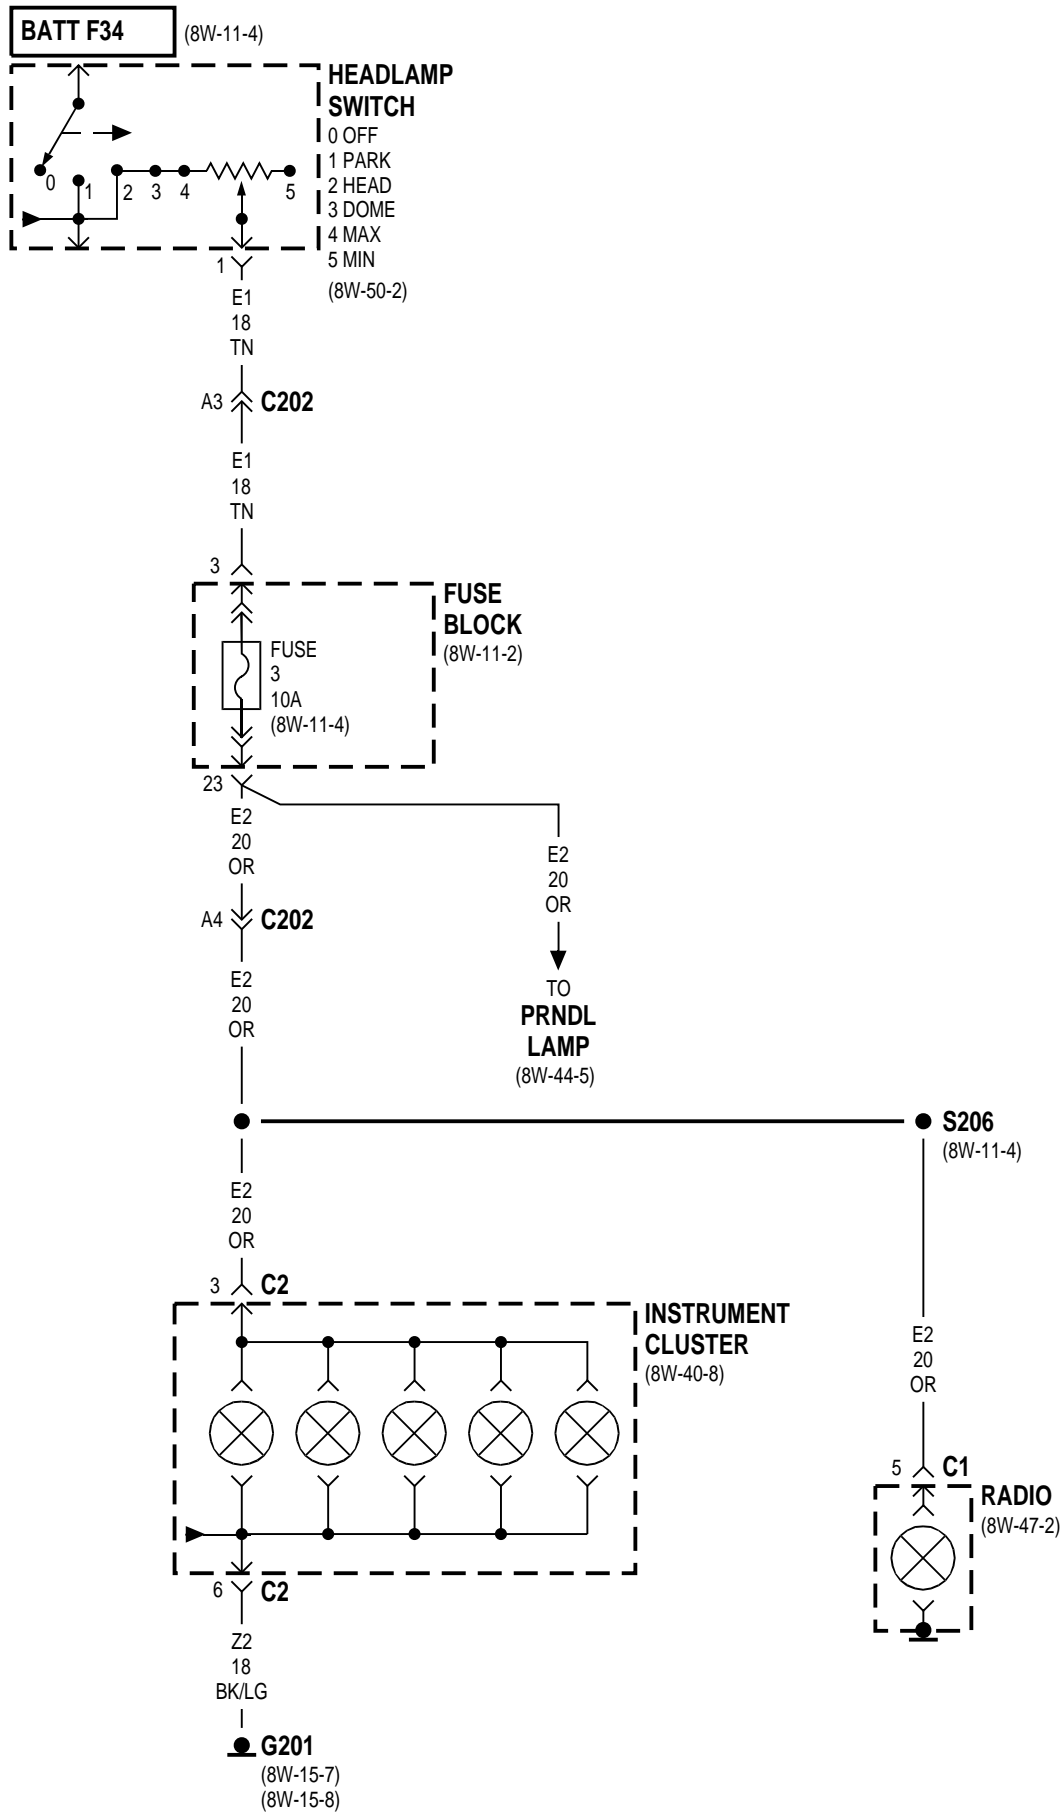 BATT F34 (8W-11-4)
HEADLAMP
SWITCH
0 OFF
1 PARK
2 HEAD
3 DOME
4 MAX
5 MIN
(8W-50-2)
0 1 2 3 4 5
1
E1
18
TN
A3 C202
E1
18
TN
3
FUSE
BLOCK
(8W-11-2)
FUSE
3
10A
(8W-11-4)
23
E2
20
OR
E2
20
OR
A4 C202
TO
PRNDL
LAMP
(8W-44-5)
E2
20
OR
S206
(8W-11-4)
E2
20
OR
3 C2
INSTRUMENT
CLUSTER
(8W-40-8)
E2
20
OR
5 C1
RADIO
(8W-47-2)
6 C2
Z2
18
BK/LG
G201
(8W-15-7)
(8W-15-8)